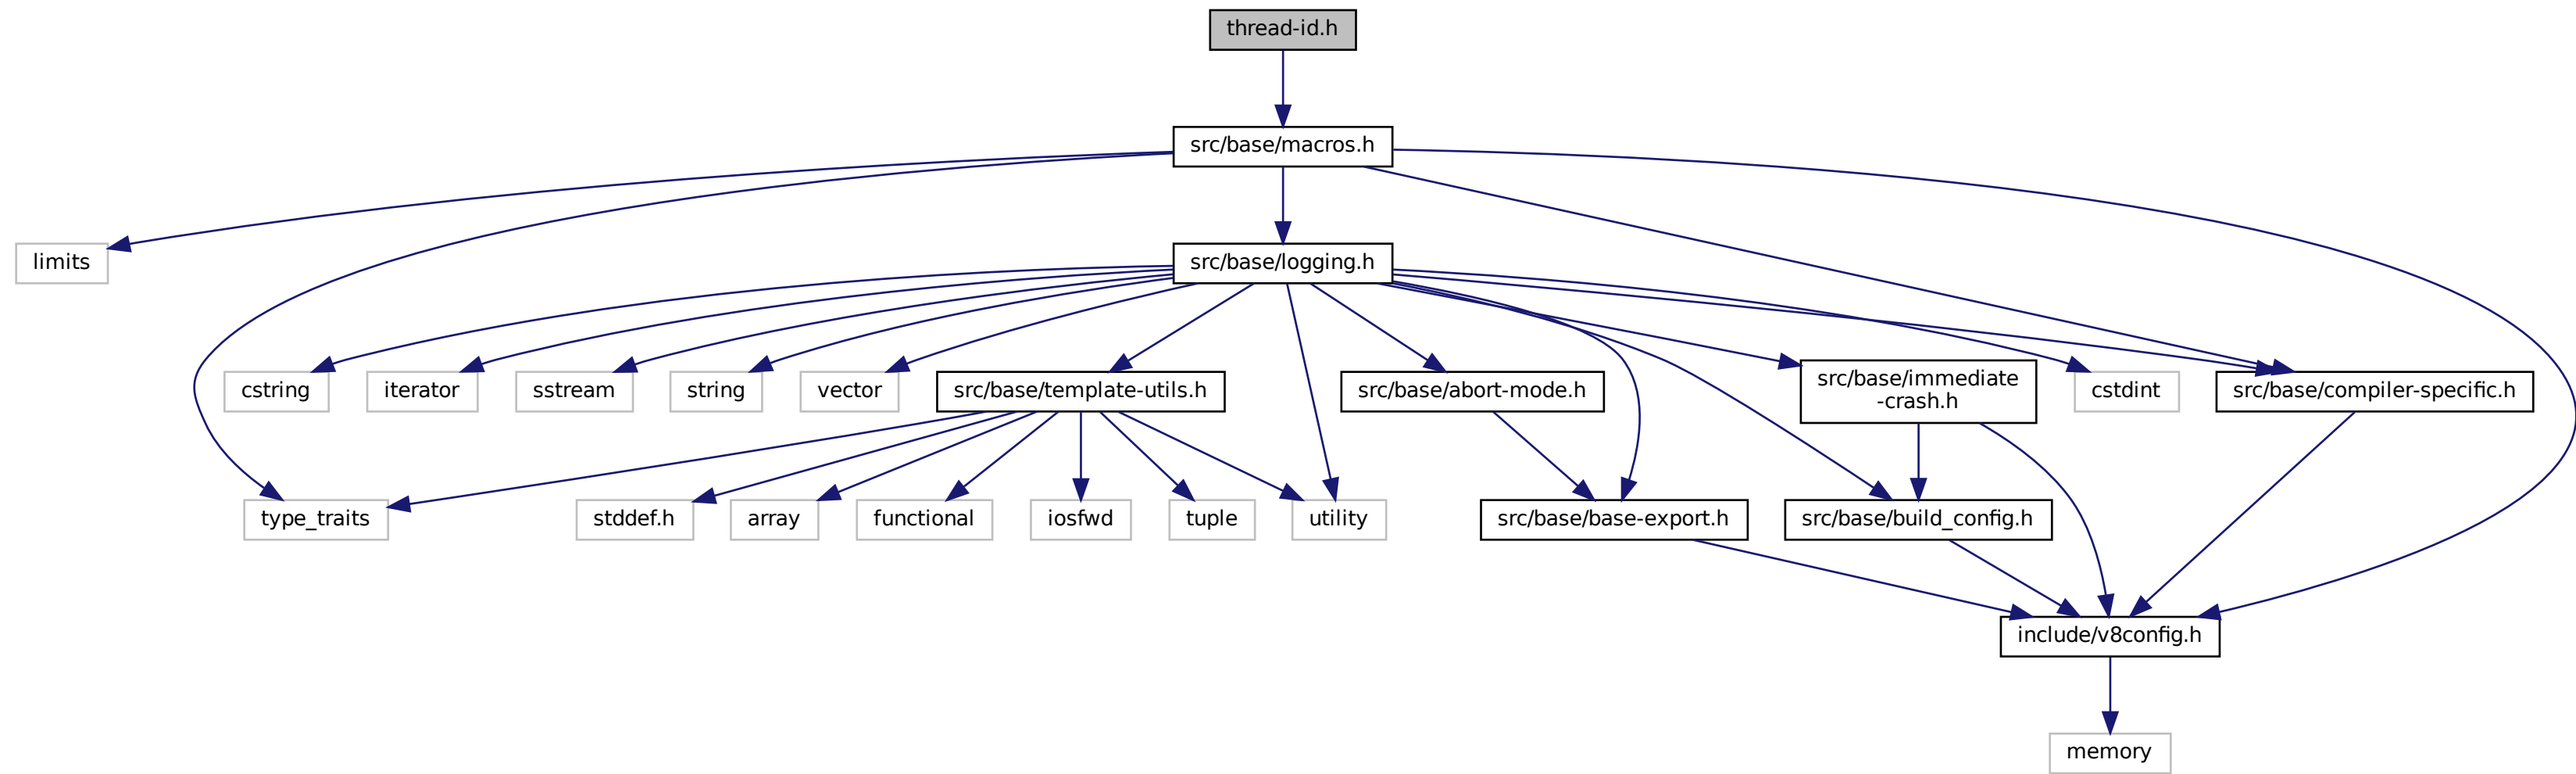 thread-id.h
src/base/macros.h
limits
src/base/logging.h
cstring
iterator
sstream
string
vector
src/base/template-utils.h
src/base/abort-mode.h
src/base/immediate
-crash.h
cstdint
src/base/compiler-specific.h
type_traits
stddef.h
array
functional
iosfwd
tuple
utility
src/base/base-export.h
src/base/build_config.h
include/v8config.h
memory